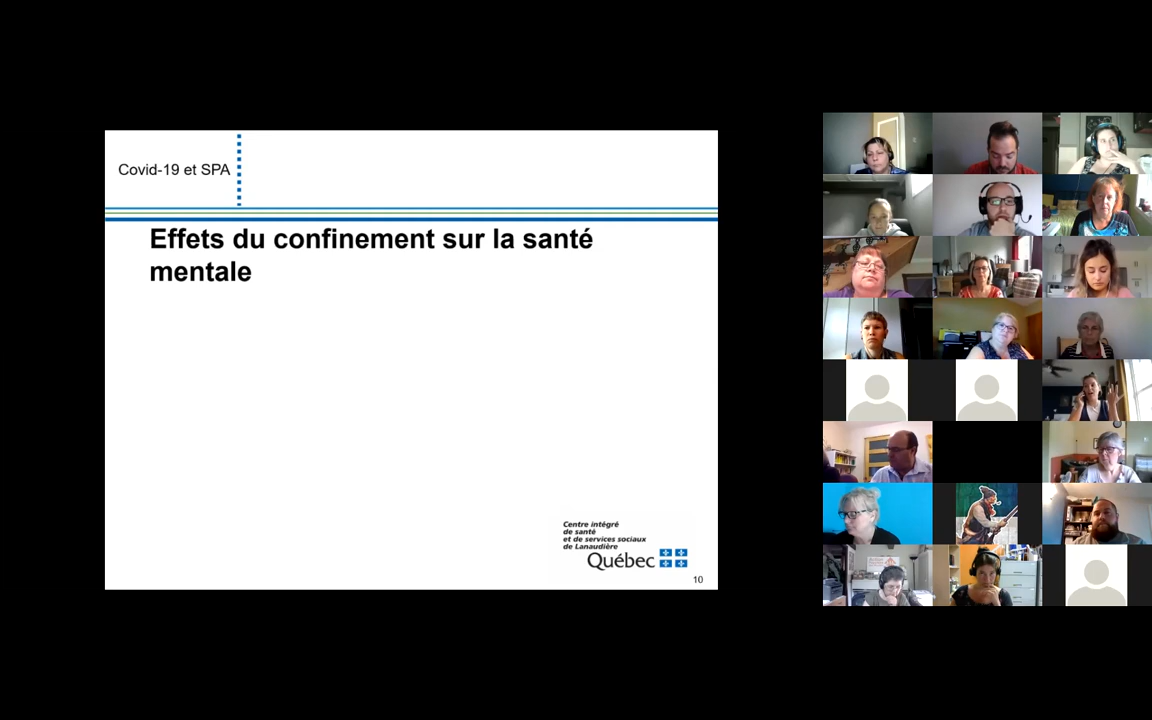 Covid-19 et SPA
Effets du confinement sur la santé
mentale
Centre intégré
de santé
et de services sociaux
de Lanaudière
Québec
10